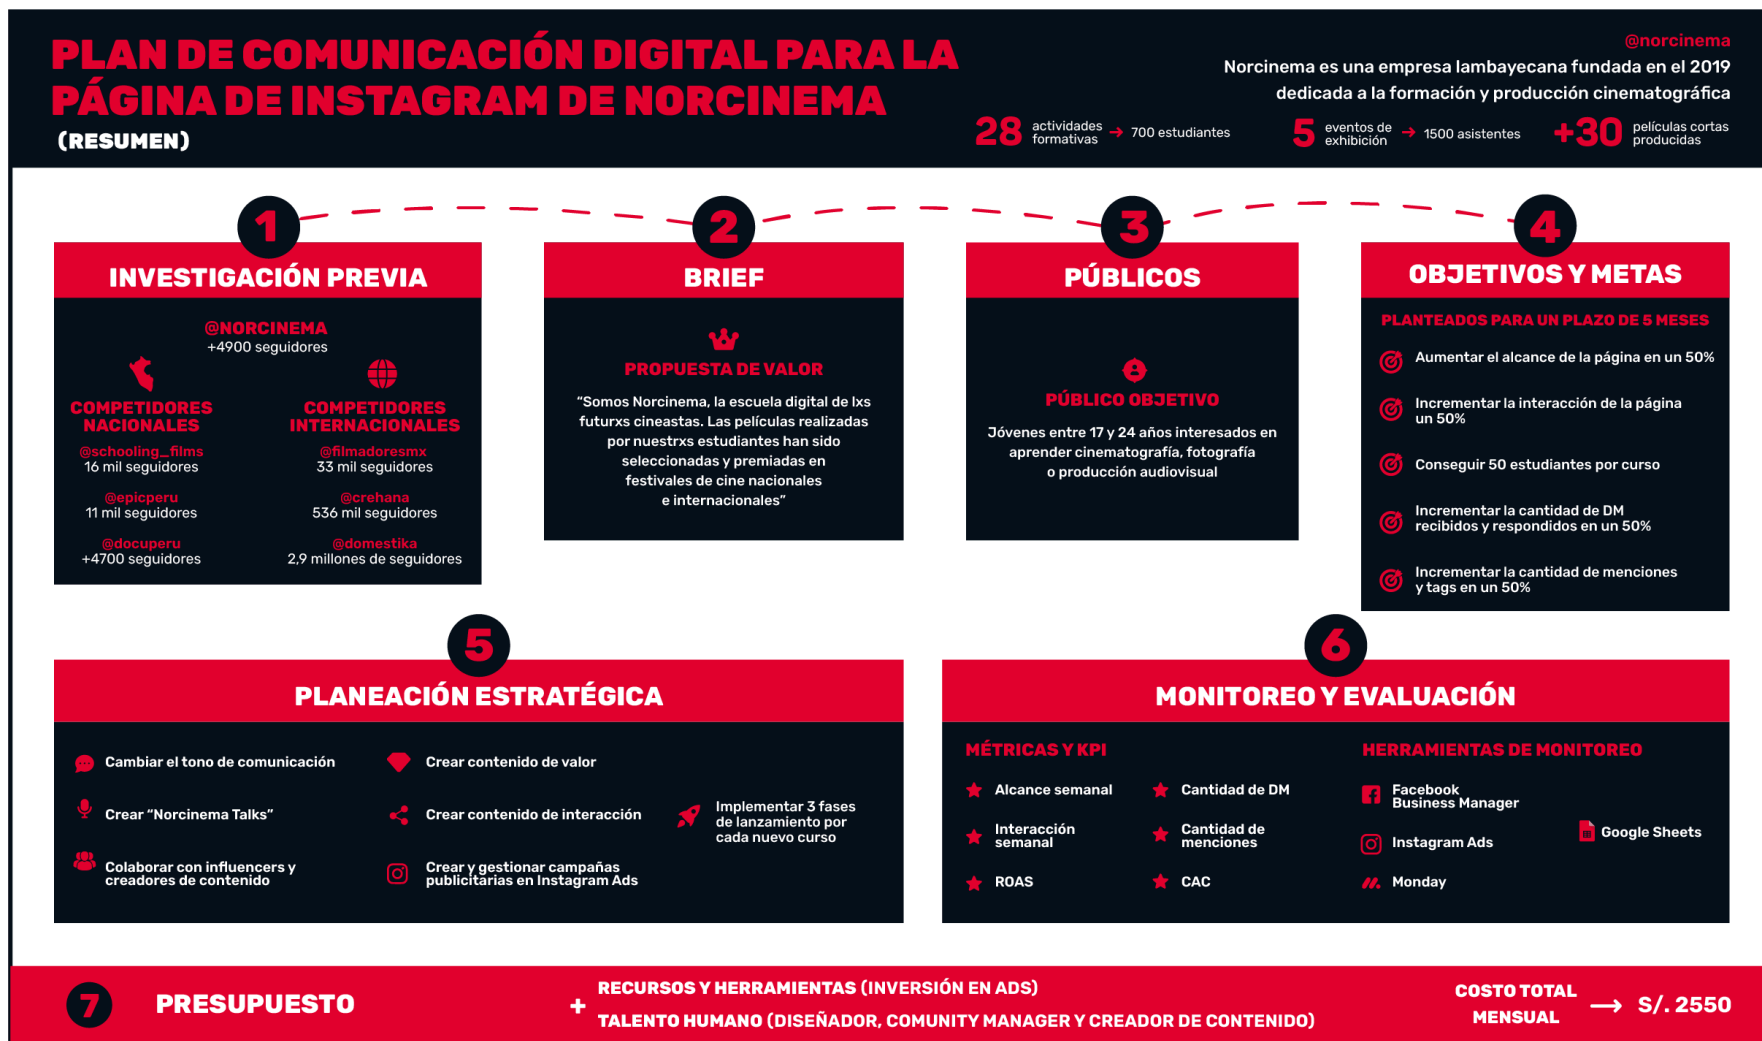 PLAN DE COMUNICACIÓN DIGITAL PARA LA
PÁGINA DE INSTAGRAM DE NORCINEMA
(RESUMEN)
@norcinema
Norcinema es una empresa lambayecana fundada en el 2019
dedicada a la formación y producción cinematográfica
28 actividades formativas → 700 estudiantes
5 eventos de exhibición → 1500 asistentes
+30 películas cortas producidas
1
INVESTIGACIÓN PREVIA
@NORCINEMA
+4900 seguidores
COMPETIDORES
NACIONALES
@schooling_films
16 mil seguidores
@epicperu
11 mil seguidores
@docuperu
+4700 seguidores
COMPETIDORES
INTERNACIONALES
@filmadoresmx
33 mil seguidores
@crehana
536 mil seguidores
@domestika
2,9 millones de seguidores
2
BRIEF
PROPUESTA DE VALOR
“Somos Norcinema, la escuela digital de lxs
futurxs cineastas. Las películas realizadas
por nuestrxs estudiantes han sido
seleccionadas y premiadas en
festivales de cine nacionales
e internacionales”
3
PÚBLICOS
PÚBLICO OBJETIVO
Jóvenes entre 17 y 24 años interesados en
aprender cinematografía, fotografía
o producción audiovisual
4
OBJETIVOS Y METAS
PLANTEADOS PARA UN PLAZO DE 5 MESES
Aumentar el alcance de la página en un 50%
Incrementar la interacción de la página
un 50%
Conseguir 50 estudiantes por curso
Incrementar la cantidad de DM
recibidos y respondidos en un 50%
Incrementar la cantidad de menciones
y tags en un 50%
5
PLANEACIÓN ESTRATÉGICA
Cambiar el tono de comunicación
Crear “Norcinema Talks”
Colaborar con influencers y
creadores de contenido
Crear contenido de valor
Crear contenido de interacción
Crear y gestionar campañas
publicitarias en Instagram Ads
Implementar 3 fases
de lanzamiento por
cada nuevo curso
6
MONITOREO Y EVALUACIÓN
MÉTRICAS Y KPI
Alcance semanal
Interacción
semanal
ROAS
Cantidad de DM
Cantidad de
menciones
CAC
HERRAMIENTAS DE MONITOREO
Facebook
Business Manager
Instagram Ads
Monday
Google Sheets
7
PRESUPUESTO
+
RECURSOS Y HERRAMIENTAS (INVERSIÓN EN ADS)
TALENTO HUMANO (DISEÑADOR, COMUNITY MANAGER Y CREADOR DE CONTENIDO)
COSTO TOTAL
MENSUAL → S/. 2550